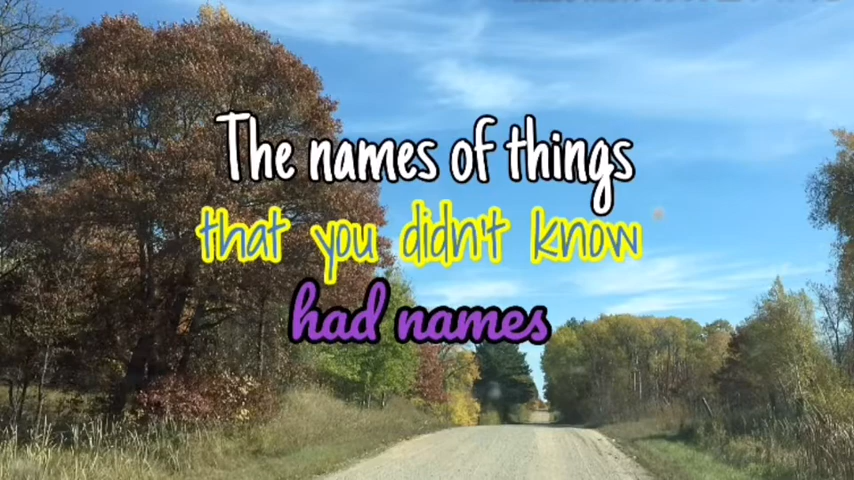 The names of things
that you didn't know
had names